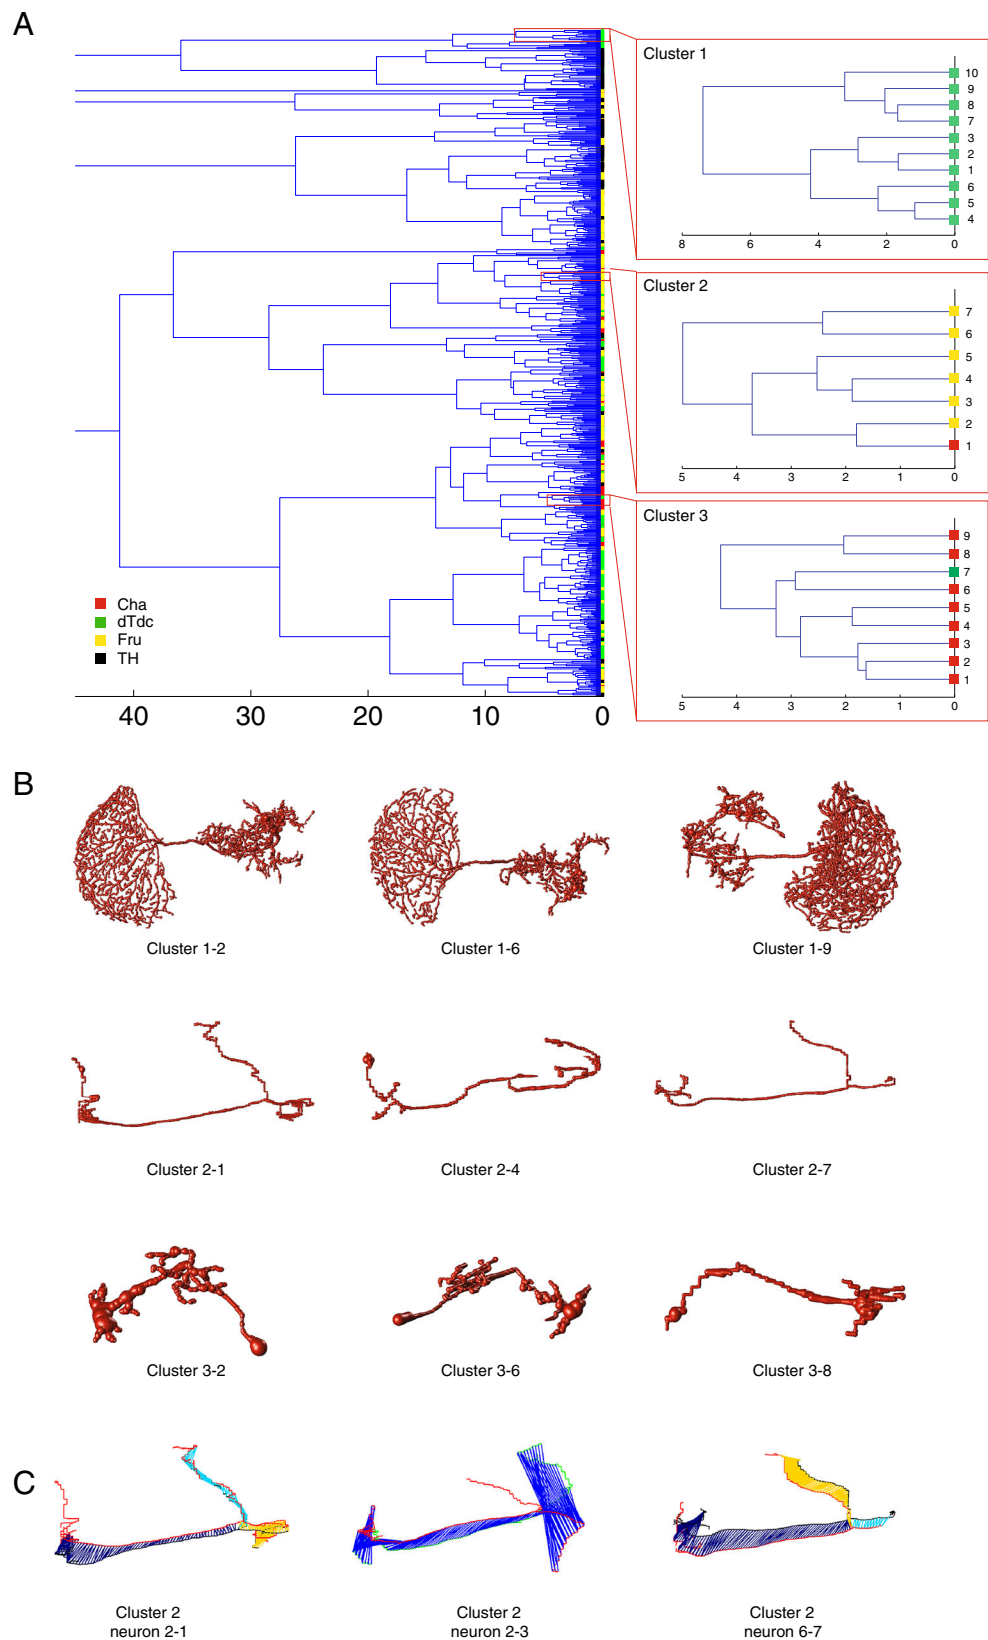 A
Cluster 1
10
9
8
7
3
2
1
6
5
4
8 6 4 2 0
Cluster 2
7
6
5
4
3
2
1
5 4 3 2 1 0
Cluster 3
9
8
7
6
5
4
3
2
1
5 4 3 2 1 0
Cha
dTdc
Fru
TH
40 30 20 10 0
B
Cluster 1-2
Cluster 1-6
Cluster 1-9
Cluster 2-1
Cluster 2-4
Cluster 2-7
Cluster 3-2
Cluster 3-6
Cluster 3-8
C
Cluster 2
neuron 2-1
Cluster 2
neuron 2-3
Cluster 2
neuron 6-7